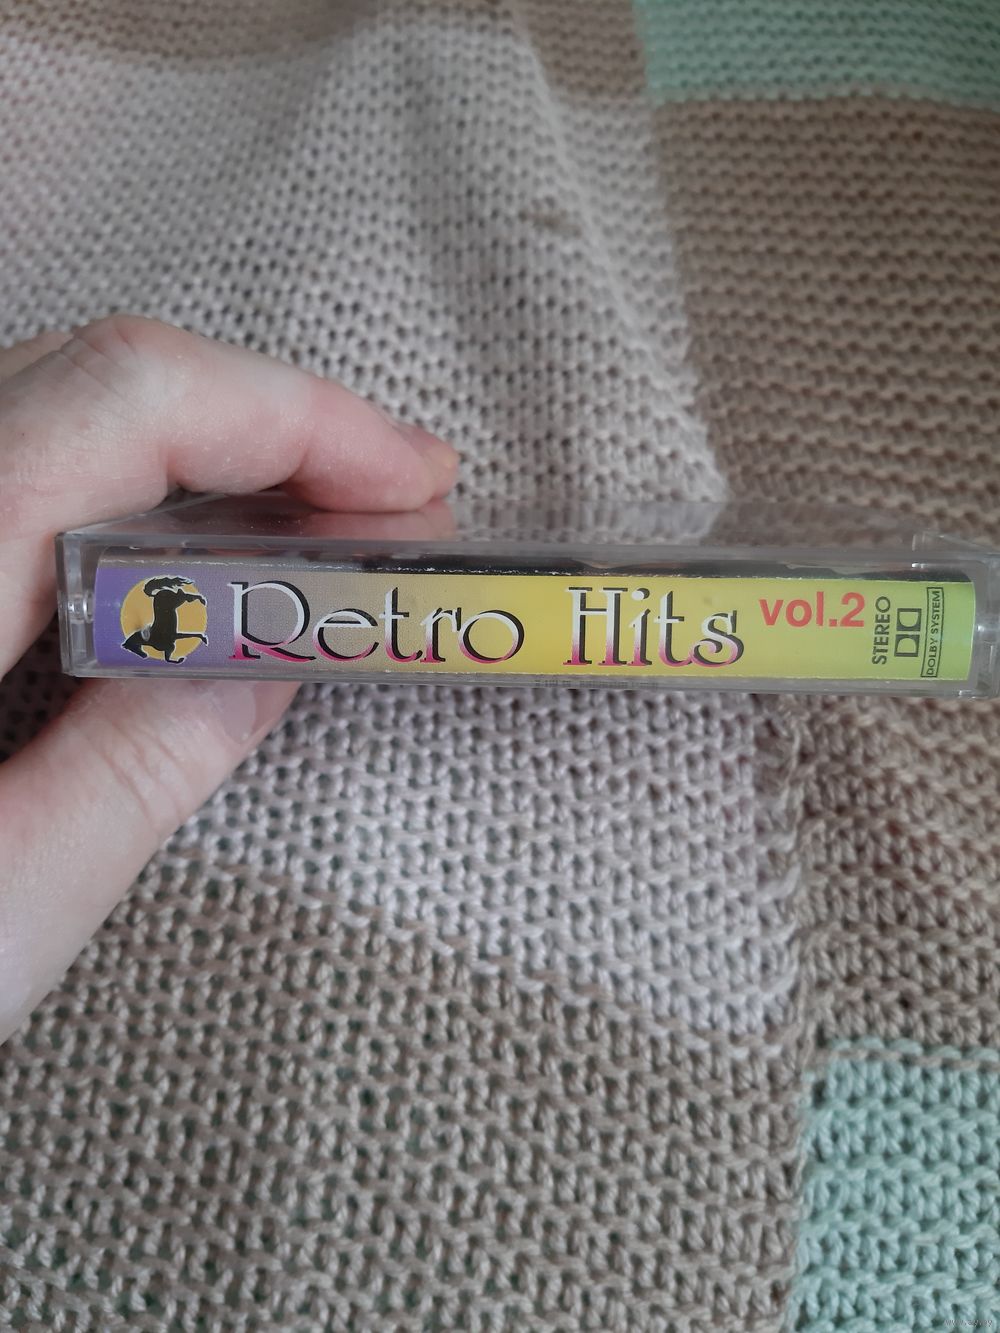 Retro Hits vol.2
STEREO
DOLBY SYSTEM